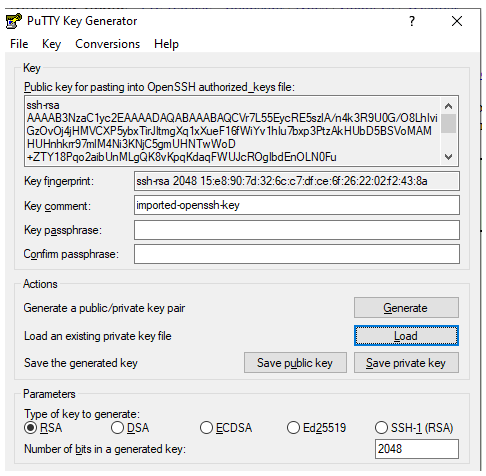 PuTTY Key Generator
? ×
File Key Conversions Help
Key
Public key for pasting into OpenSSH authorized_keys file:
ssh-rsa
AAAAB3NzaC1yc2EAAAADAQABAAABAQCVr7L55EycRE5szIA/n4k3R9U0G/O8LhIvi
GzOvOj4jHMVCXP5ybxTirJltmgXq1xXueF16fWiYv1hIu7bxp3PtzAkHUbD5BSVoMAM
HUHnhkrr97mIM4Ni3KNjC5gmUHNTwWoD
+ZTY18Pqo2aibUnMLgQK8vKpqKdaqFWUJcROgIbdEnOLN0Fu
Key fingerprint: ssh-rsa 2048 15:e8:90:7d:32:6c:c7:df:ce:6f:26:22:02:f2:43:8a
Key comment: imported-openssh-key
Key passphrase:
Confirm passphrase:
Actions
Generate a public/private key pair Generate
Load an existing private key file Load
Save the generated key Save public key Save private key
Parameters
Type of key to generate:
RSA DSA ECDSA Ed25519 SSH-1 (RSA)
Number of bits in a generated key: 2048